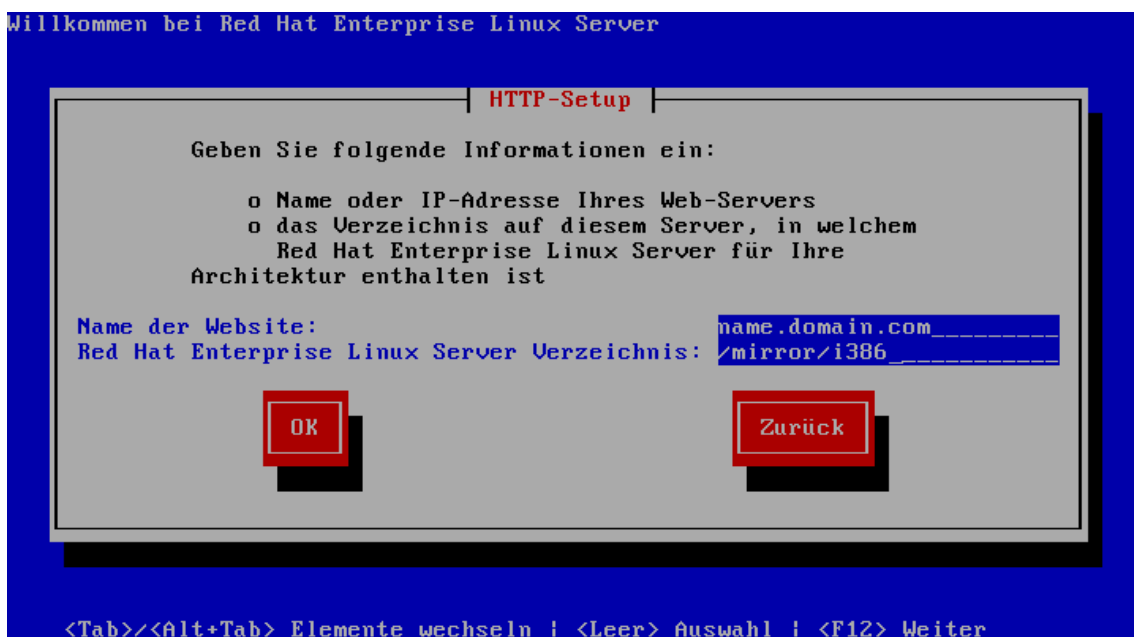 Willkommen bei Red Hat Enterprise Linux Server
HTTP-Setup
Geben Sie folgende Informationen ein:
o Name oder IP-Adresse Ihres Web-Servers
o das Verzeichnis auf diesem Server, in welchem
Red Hat Enterprise Linux Server für Ihre
Architektur enthalten ist
Name der Website: name.domain.com_________
Red Hat Enterprise Linux Server Verzeichnis: /mirror/i386____________
OK Zurück
<Tab>/<Alt+Tab> Elemente wechseln | <Leer> Auswahl | <F12> Weiter